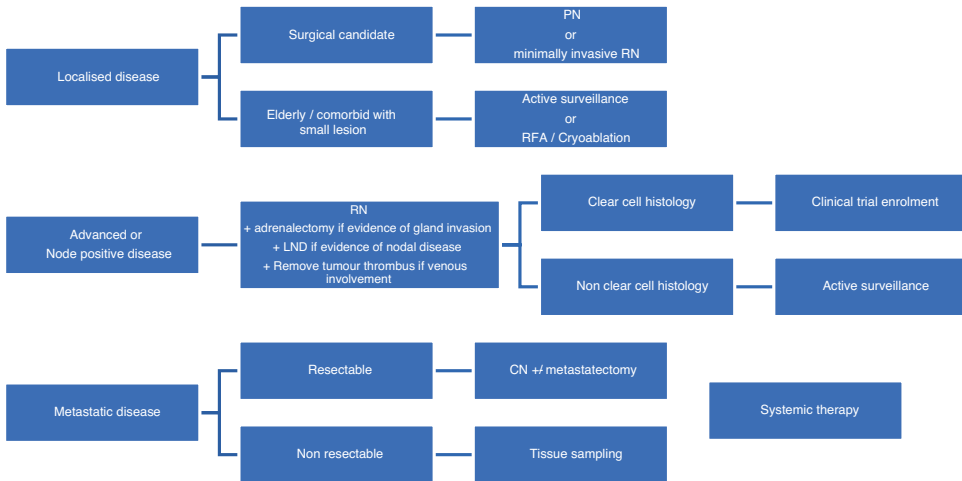 Localised disease
Surgical candidate
PN
or
minimally invasive RN
Elderly / comorbid with
small lesion
Active surveillance
or
RFA / Cryoablation
Advanced or
Node positive disease
RN
+ adrenalectomy if evidence of gland invasion
+ LND if evidence of nodal disease
+ Remove tumour thrombus if venous
involvement
Clear cell histology
Clinical trial enrolment
Non clear cell histology
Active surveillance
Metastatic disease
Resectable
CN +/- metastatectomy
Non resectable
Tissue sampling
Systemic therapy